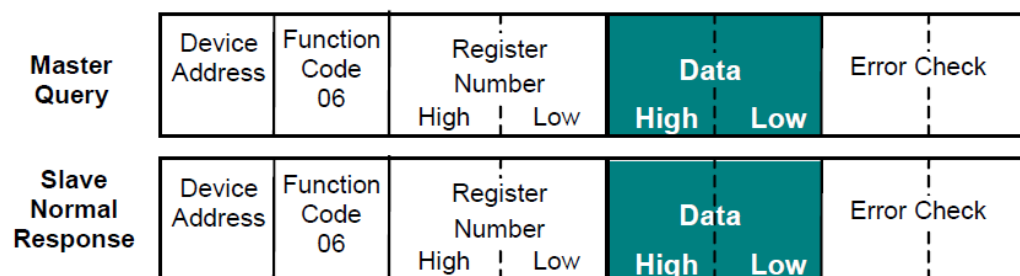 Master Query
Device Address
Function Code 06
Register Number
High Low
Data
High Low
Error Check
Slave Normal Response
Device Address
Function Code 06
Register Number
High Low
Data
High Low
Error Check